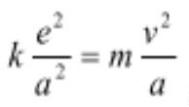 k e²/a² = m v²/a